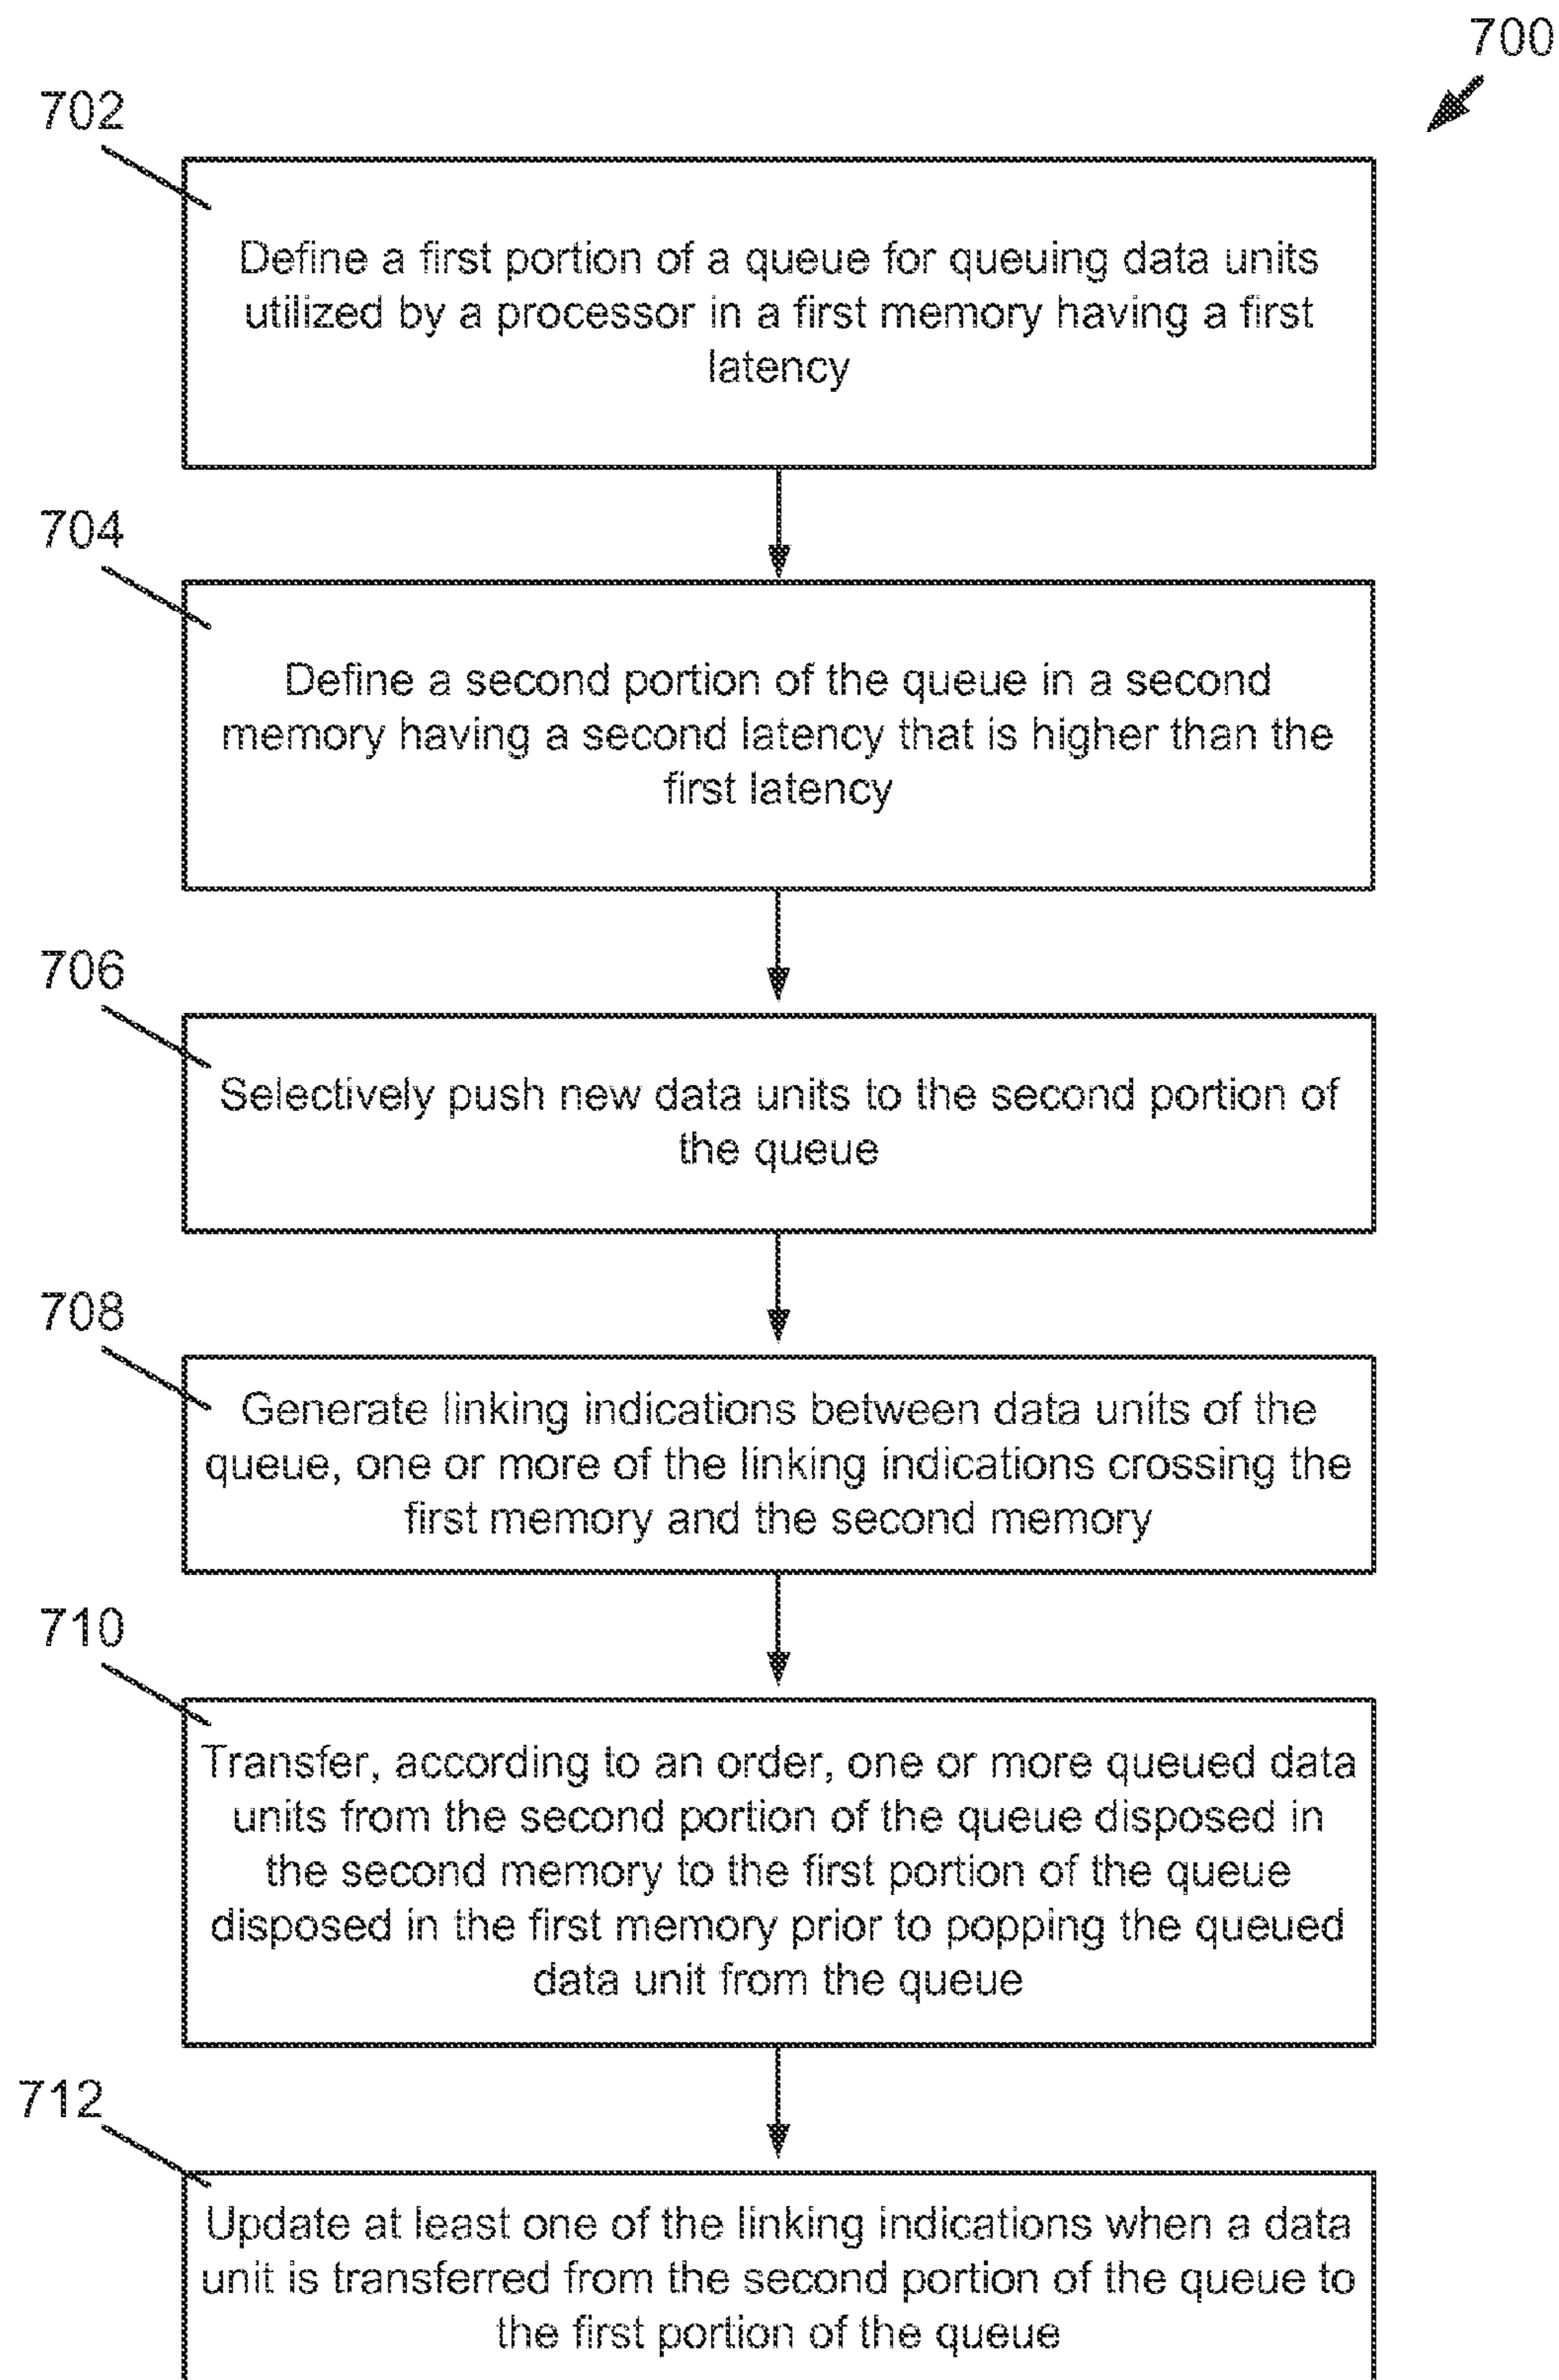 700
702
Define a first portion of a queue for queuing data units
utilized by a processor in a first memory having a first
latency
704
Define a second portion of the queue in a second
memory having a second latency that is higher than the
first latency
706
Selectively push new data units to the second portion of
the queue
708
Generate linking indications between data units of the
queue, one or more of the linking indications crossing the
first memory and the second memory
710
Transfer, according to an order, one or more queued data
units from the second portion of the queue disposed in
the second memory to the first portion of the queue
disposed in the first memory prior to popping the queued
data unit from the queue
712
Update at least one of the linking indications when a data
unit is transferred from the second portion of the queue to
the first portion of the queue